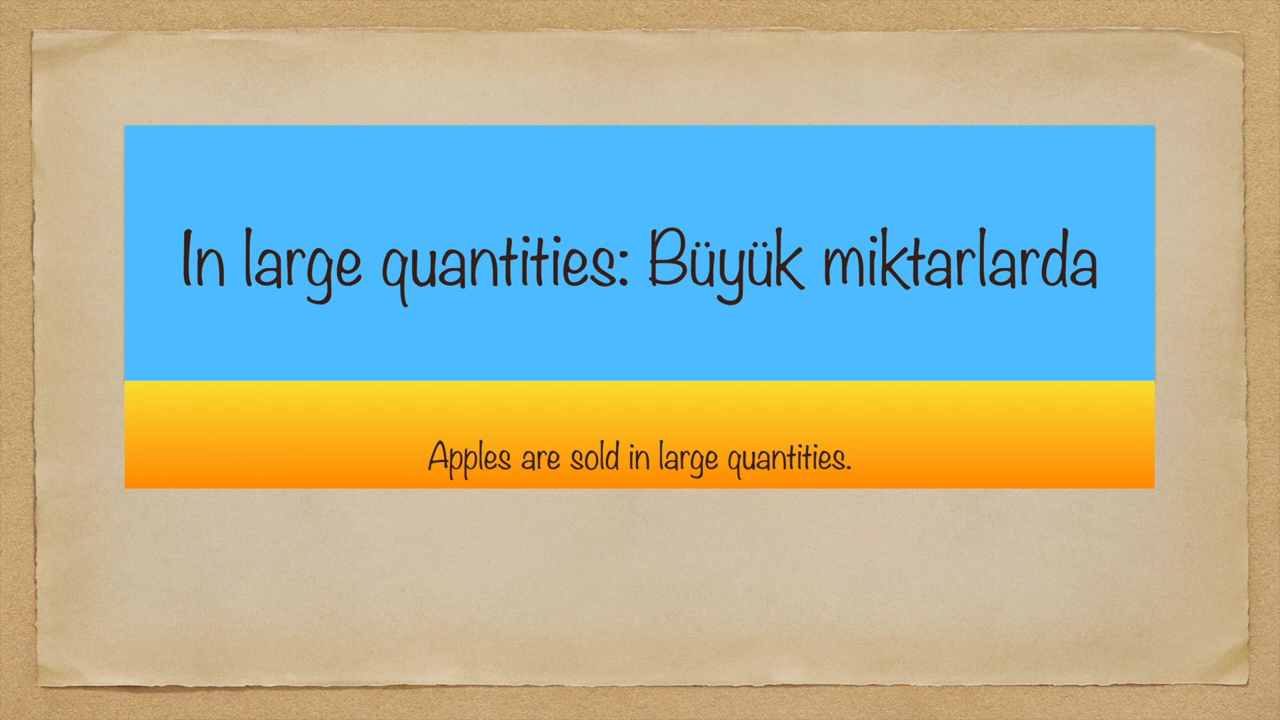 In large quantities: Büyük miktarlarda
Apples are sold in large quantities.